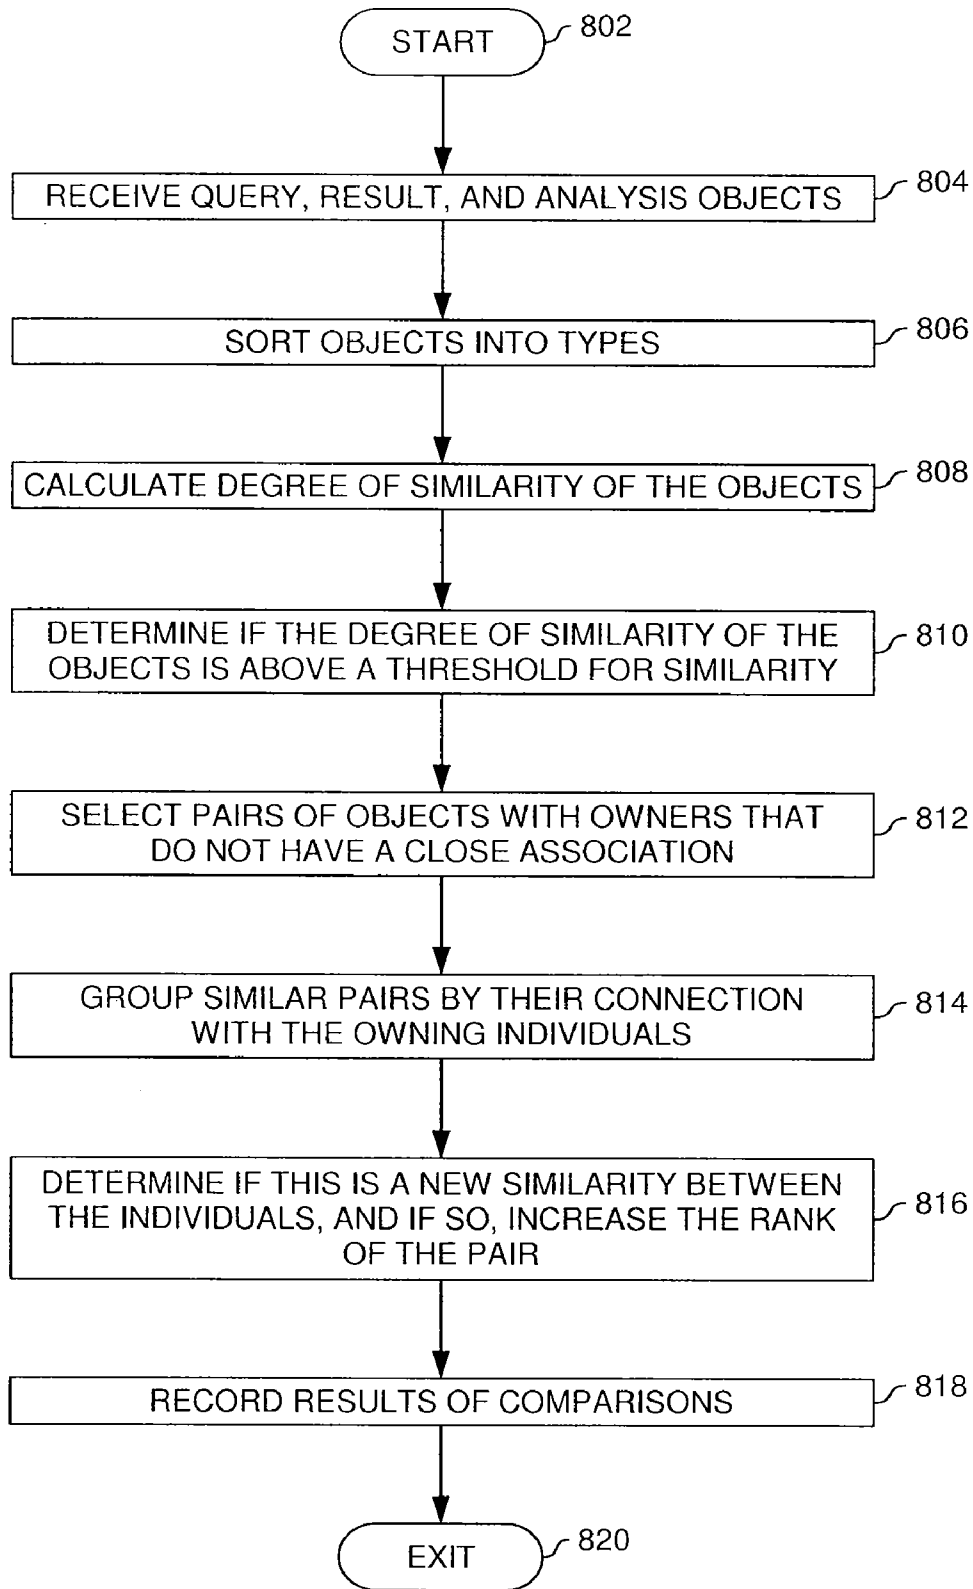 START
802
RECEIVE QUERY, RESULT, AND ANALYSIS OBJECTS
804
SORT OBJECTS INTO TYPES
806
CALCULATE DEGREE OF SIMILARITY OF THE OBJECTS
808
DETERMINE IF THE DEGREE OF SIMILARITY OF THE
OBJECTS IS ABOVE A THRESHOLD FOR SIMILARITY
810
SELECT PAIRS OF OBJECTS WITH OWNERS THAT
DO NOT HAVE A CLOSE ASSOCIATION
812
GROUP SIMILAR PAIRS BY THEIR CONNECTION
WITH THE OWNING INDIVIDUALS
814
DETERMINE IF THIS IS A NEW SIMILARITY BETWEEN
THE INDIVIDUALS, AND IF SO, INCREASE THE RANK
OF THE PAIR
816
RECORD RESULTS OF COMPARISONS
818
EXIT
820